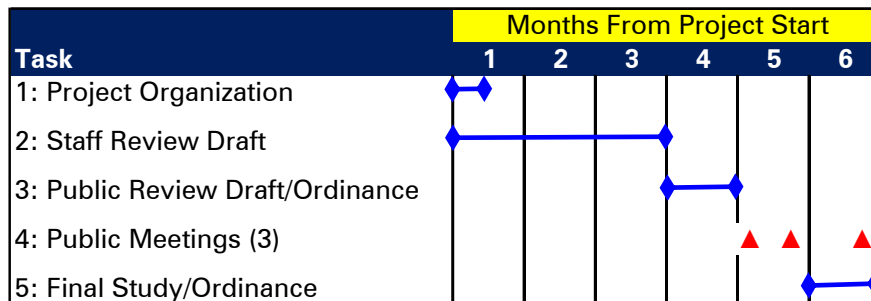 Months From Project Start
Task 1 2 3 4 5 6
1: Project Organization
2: Staff Review Draft
3: Public Review Draft/Ordinance
4: Public Meetings (3)
5: Final Study/Ordinance